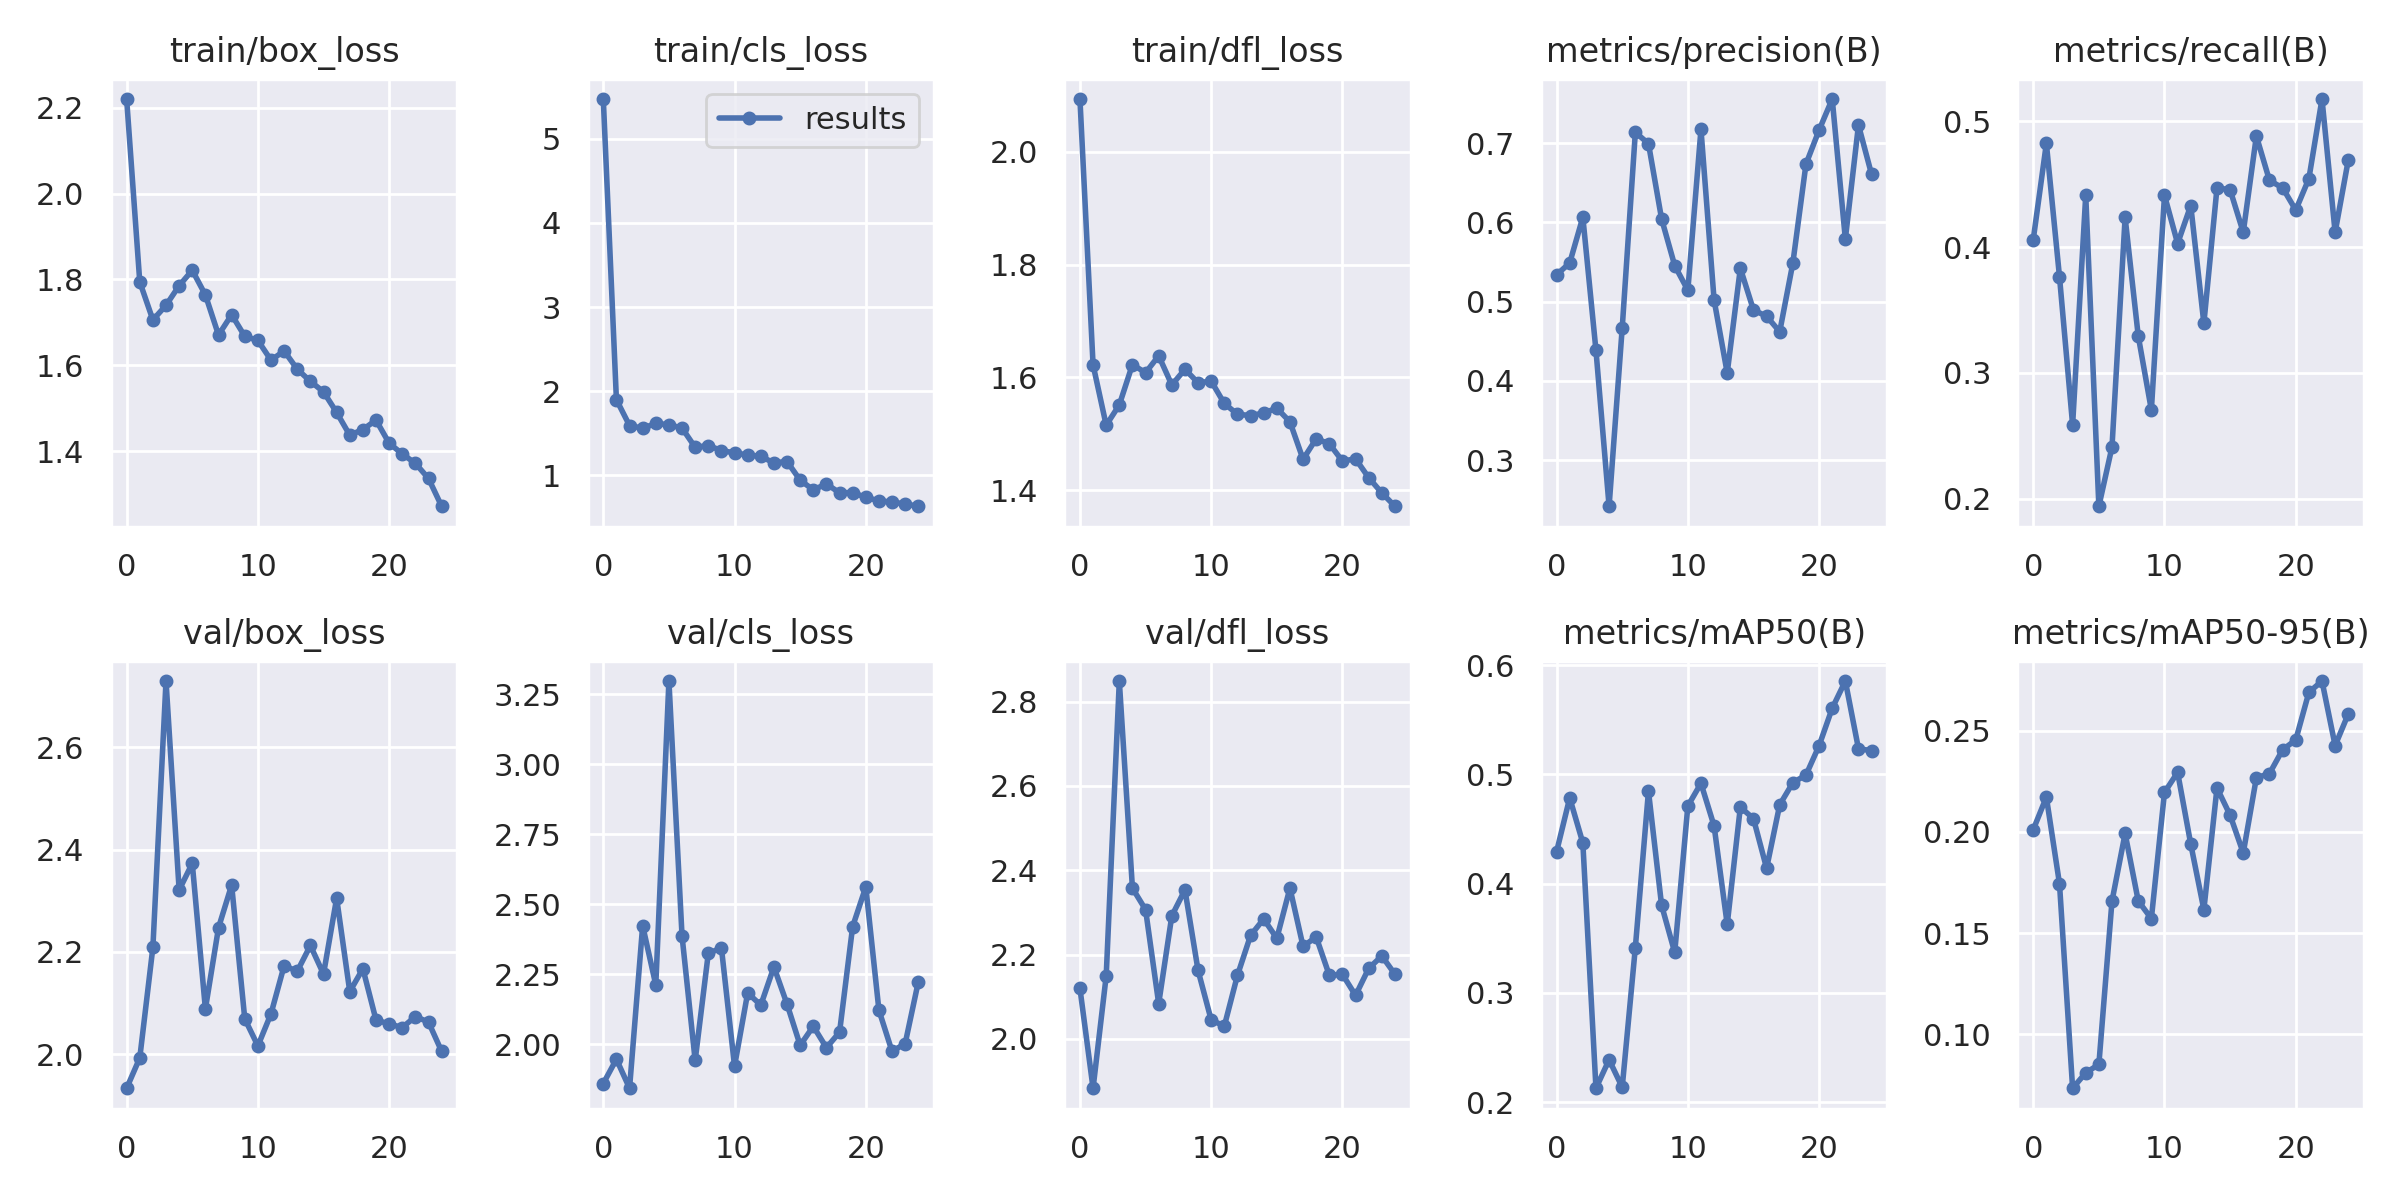 train/box_loss
train/cls_loss
train/dfl_loss
metrics/precision(B)
metrics/recall(B)
2.2
2.0
1.8
1.6
1.4
0 10 20
results
5
4
3
2
1
0 10 20
2.0
1.8
1.6
1.4
0 10 20
0.7
0.6
0.5
0.4
0.3
0 10 20
0.5
0.4
0.3
0.2
0 10 20
val/box_loss
val/cls_loss
val/dfl_loss
metrics/mAP50(B)
metrics/mAP50-95(B)
2.6
2.4
2.2
2.0
0 10 20
3.25
3.00
2.75
2.50
2.25
2.00
0 10 20
2.8
2.6
2.4
2.2
2.0
0 10 20
0.6
0.5
0.4
0.3
0.2
0 10 20
0.25
0.20
0.15
0.10
0 10 20